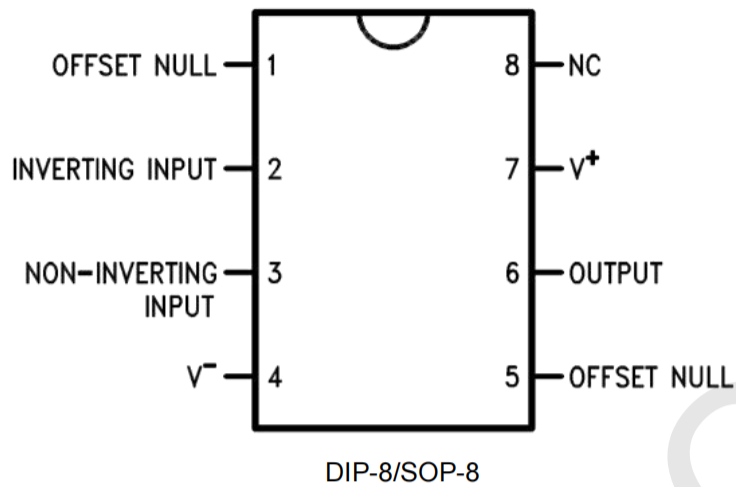 OFFSET NULL 1
8 NC
INVERTING INPUT 2
7 V⁺
NON-INVERTING 3
INPUT
6 OUTPUT
V⁻ 4
5 OFFSET NULL
DIP-8/SOP-8